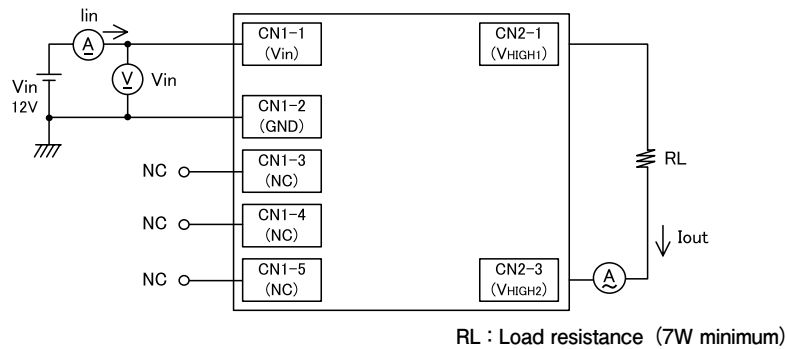 Iin
A
CN1-1
(Vin)
CN2-1
(VHIGH1)
V
Vin
Vin
12V
CN1-2
(GND)
NC
CN1-3
(NC)
RL
NC
CN1-4
(NC)
Iout
NC
CN1-5
(NC)
CN2-3
(VHIGH2)
A
RL : Load resistance (7W minimum)